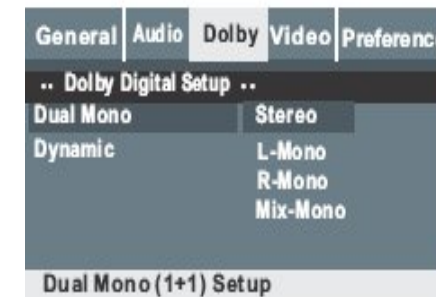 General Audio Dolby Video Preferenc
.. Dolby Digital Setup ..
Dual Mono Stereo
Dynamic L-Mono
R-Mono
Mix-Mono
Dual Mono (1+1) Setup